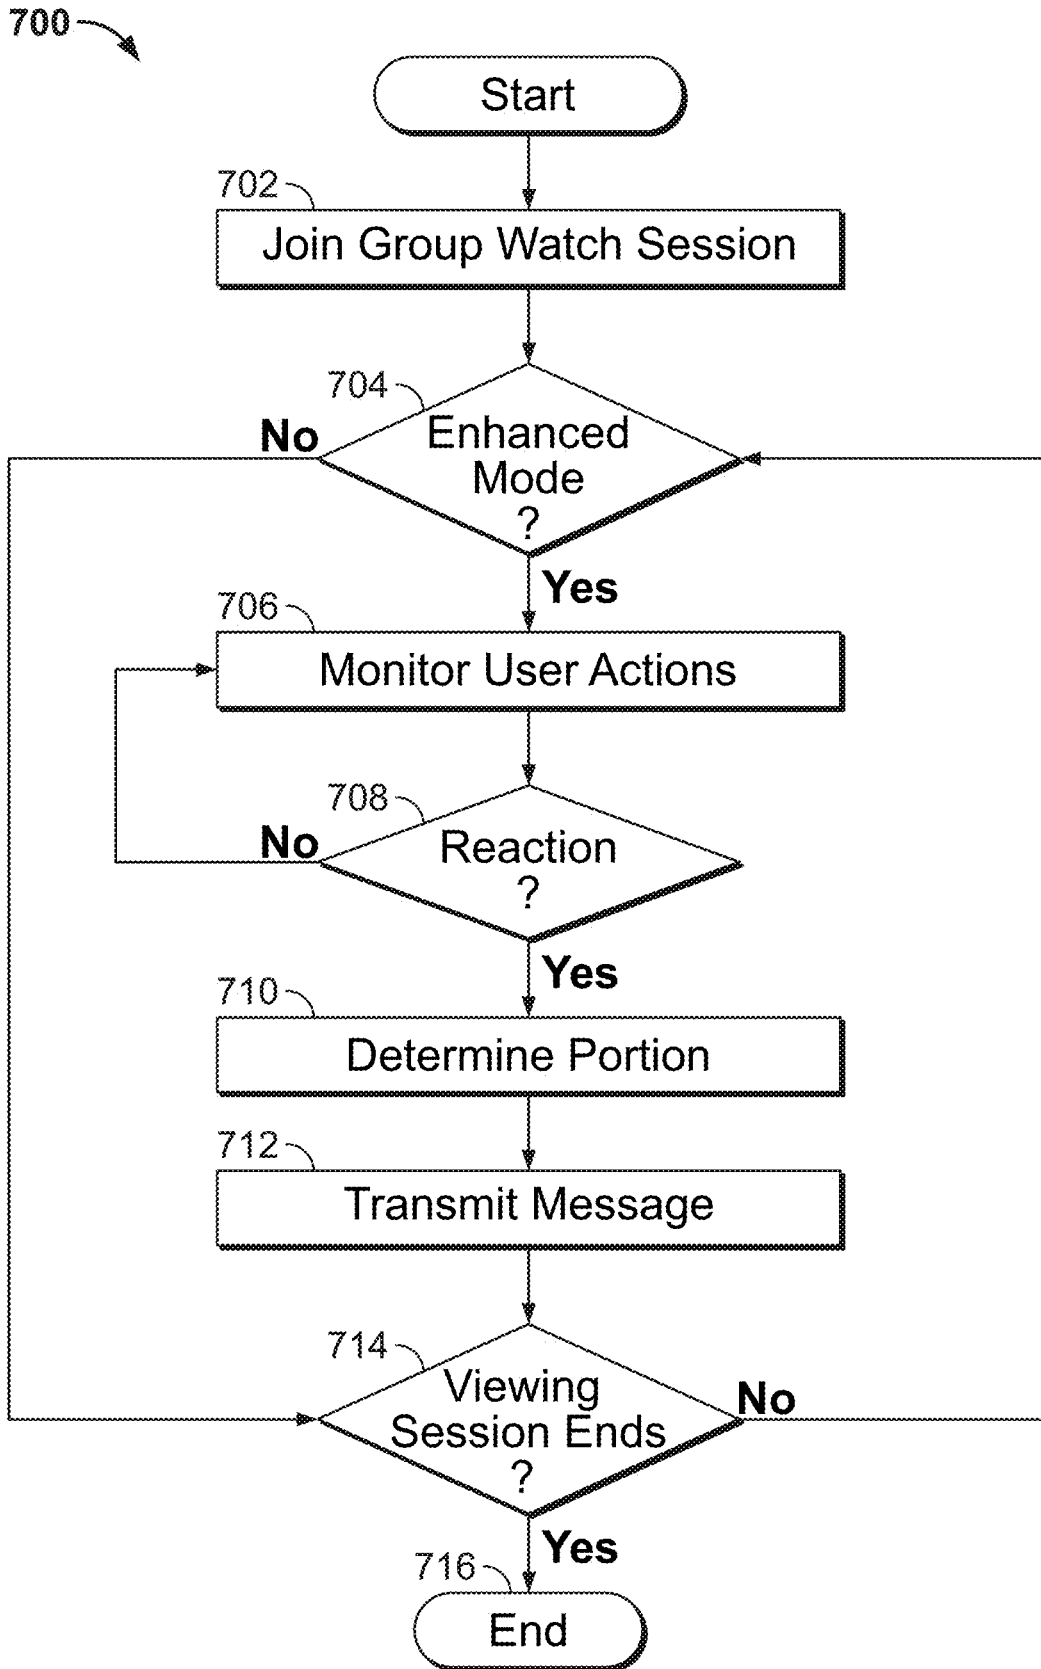 700
Start
702
Join Group Watch Session
704
No
Enhanced
Mode
?
Yes
706
Monitor User Actions
708
No
Reaction
?
Yes
710
Determine Portion
712
Transmit Message
714
Viewing
No
Session Ends
?
Yes
716
End